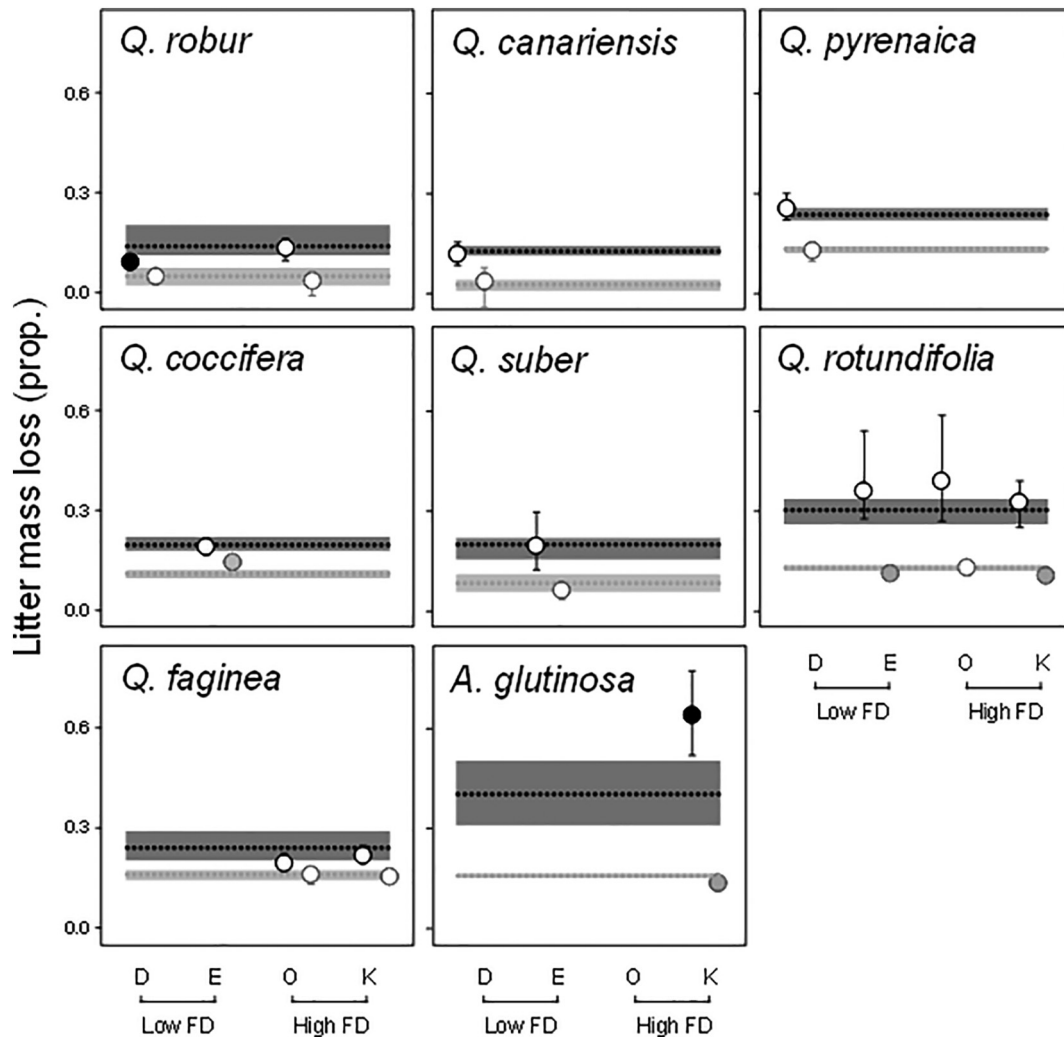 Litter mass loss (prop.)
Q. robur
Q. canariensis
Q. pyrenaica
0.6
0.3
0.0
Q. coccifera
Q. suber
Q. rotundifolia
0.6
0.3
0.0
D E O K
Low FD High FD
Q. faginea
A. glutinosa
0.6
0.3
0.0
D E O K D E O K
Low FD High FD Low FD High FD